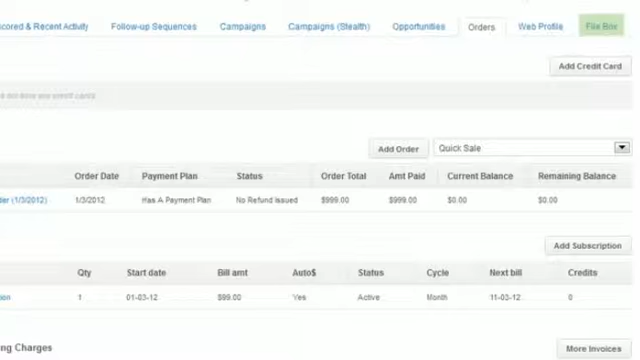 scored & Recent Activity Follow-up Sequences Campaigns Campaigns (Stealth) Opportunities Orders Web Profile File Box
Add Credit Card
Add Order Quick Sale
Order Date Payment Plan Status Order Total Amt Paid Current Balance Remaining Balance
der (1/3/2012) 1/3/2012 Has A Payment Plan No Refund Issued $999.00 $999.00 $0.00 $0.00
Add Subscription
Qty Start date Bill amt Auto$ Status Cycle Next bill Credits
ion 1 01-03-12 $99.00 Yes Active Month 11-03-12 0
ng Charges More Invoices